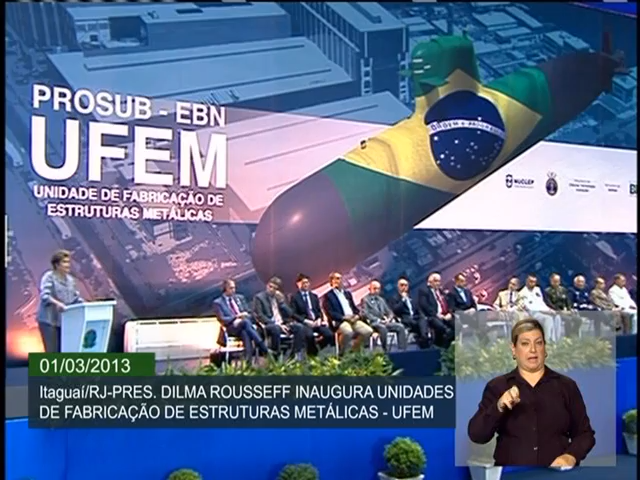 PROSUB - EBN
UFEM
UNIDADE DE FABRICAÇÃO DE
ESTRUTURAS METÁLICAS
ORDEM E PROGRESSO
NUCLEP
01/03/2013
Itaguaí/RJ-PRES. DILMA ROUSSEFF INAUGURA UNIDADES
DE FABRICAÇÃO DE ESTRUTURAS METÁLICAS - UFEM